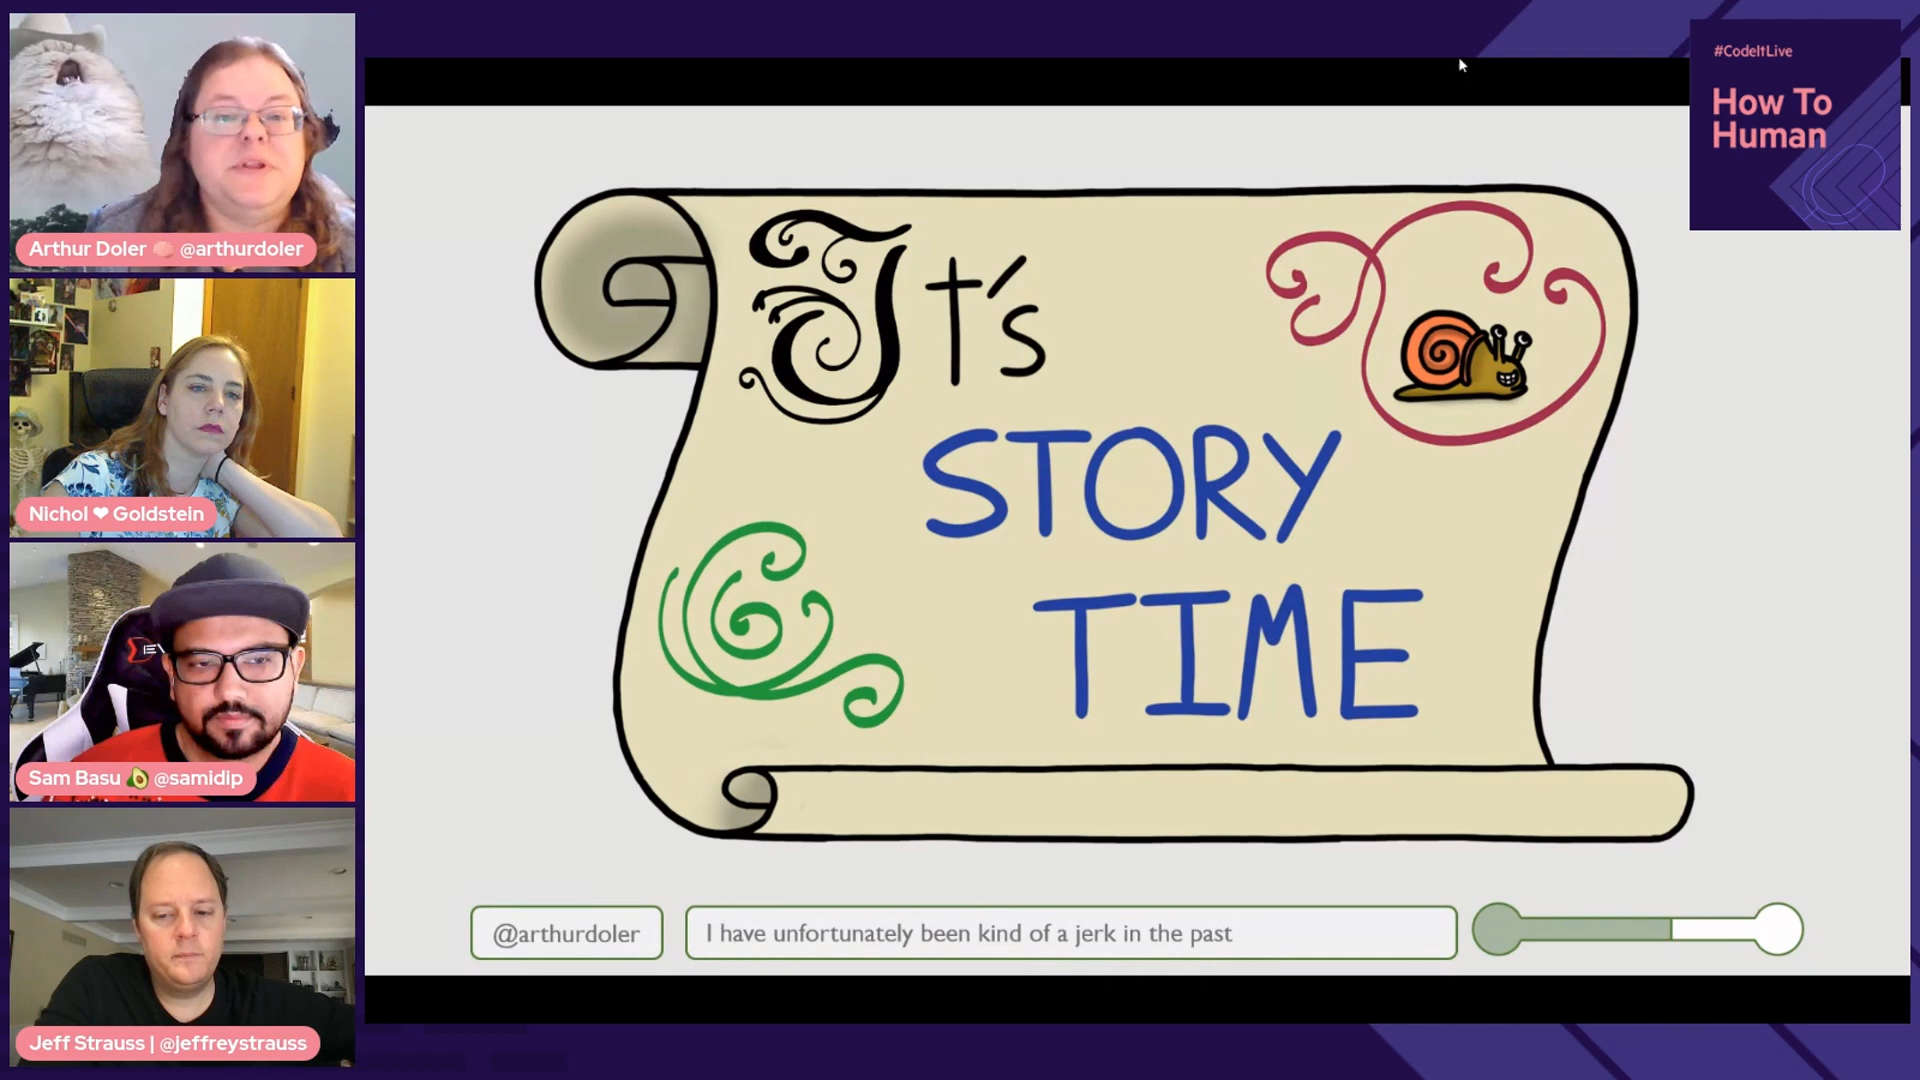 Arthur Doler 🧠 @arthurdoler
Nichol ❤ Goldstein
Sam Basu 🥑 @samidip
Jeff Strauss | @jeffreystrauss
It's
STORY
TIME
@arthurdoler
I have unfortunately been kind of a jerk in the past
#CodeItLive
How To
Human